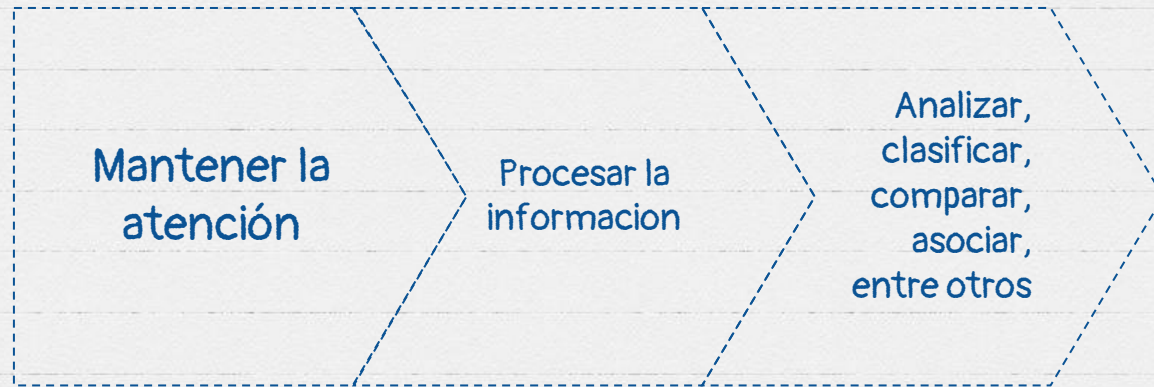 Mantener la
atención
Procesar la
informacion
Analizar,
clasificar,
comparar,
asociar,
entre otros